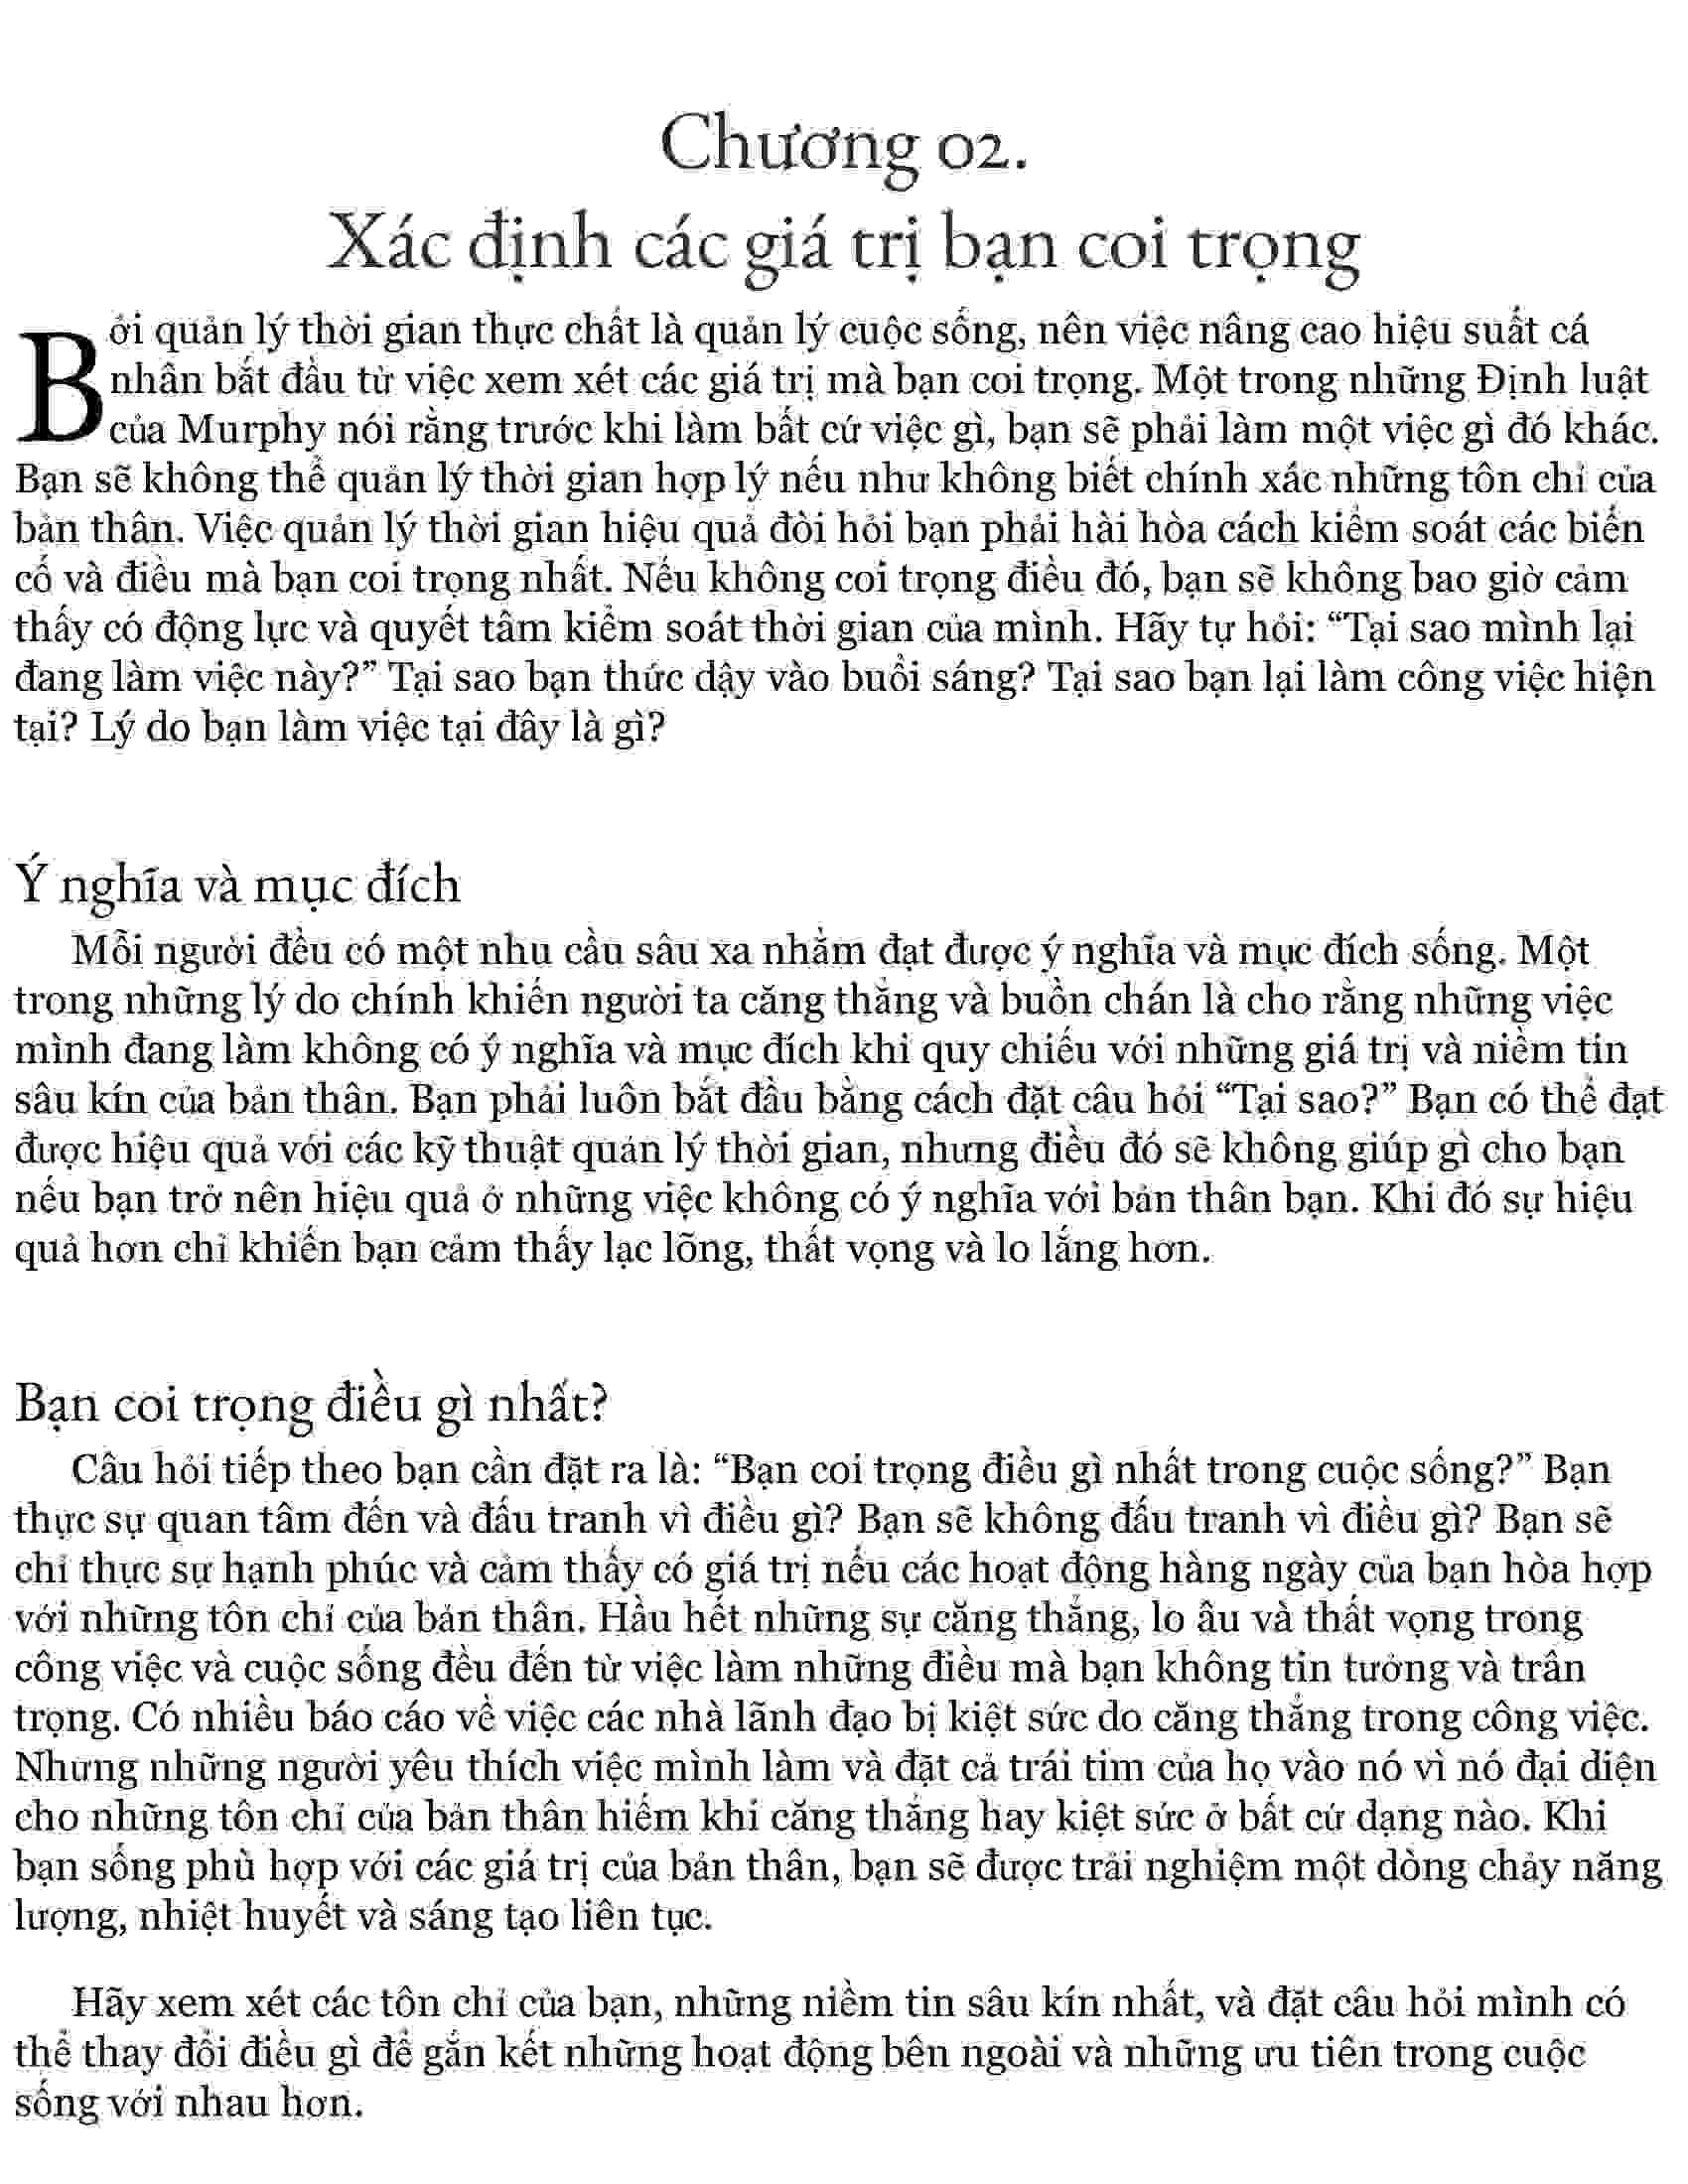 Chương 02.
Xác định các giá trị bạn coi trọng
Bởi quản lý thời gian thực chất là quản lý cuộc sống, nên việc nâng cao hiệu suất cá
nhân bắt đầu từ việc xem xét các giá trị mà bạn coi trọng. Một trong những Định luật
của Murphy nói rằng trước khi làm bất cứ việc gì, bạn sẽ phải làm một việc gì đó khác.
Bạn sẽ không thể quản lý thời gian hợp lý nếu như không biết chính xác những tôn chỉ của
bản thân. Việc quản lý thời gian hiệu quả đòi hỏi bạn phải hài hòa cách kiểm soát các biến
cố và điều mà bạn coi trọng nhất. Nếu không coi trọng điều đó, bạn sẽ không bao giờ cảm
thấy có động lực và quyết tâm kiểm soát thời gian của mình. Hãy tự hỏi: “Tại sao mình lại
đang làm việc này?” Tại sao bạn thức dậy vào buổi sáng? Tại sao bạn lại làm công việc hiện
tại? Lý do bạn làm việc tại đây là gì?
Ý nghĩa và mục đích
Mỗi người đều có một nhu cầu sâu xa nhằm đạt được ý nghĩa và mục đích sống. Một
trong những lý do chính khiến người ta căng thẳng và buồn chán là cho rằng những việc
mình đang làm không có ý nghĩa và mục đích khi quy chiếu với những giá trị và niềm tin
sâu kín của bản thân. Bạn phải luôn bắt đầu bằng cách đặt câu hỏi “Tại sao?” Bạn có thể đạt
được hiệu quả với các kỹ thuật quản lý thời gian, nhưng điều đó sẽ không giúp gì cho bạn
nếu bạn trở nên hiệu quả ở những việc không có ý nghĩa với bản thân bạn. Khi đó sự hiệu
quả hơn chỉ khiến bạn cảm thấy lạc lõng, thất vọng và lo lắng hơn.
Bạn coi trọng điều gì nhất?
Câu hỏi tiếp theo bạn cần đặt ra là: “Bạn coi trọng điều gì nhất trong cuộc sống?” Bạn
thực sự quan tâm đến và đấu tranh vì điều gì? Bạn sẽ không đấu tranh vì điều gì? Bạn sẽ
chỉ thực sự hạnh phúc và cảm thấy có giá trị nếu các hoạt động hàng ngày của bạn hòa hợp
với những tôn chỉ của bản thân. Hầu hết những sự căng thẳng, lo âu và thất vọng trong
công việc và cuộc sống đều đến từ việc làm những điều mà bạn không tin tưởng và trân
trọng. Có nhiều báo cáo về việc các nhà lãnh đạo bị kiệt sức do căng thẳng trong công việc.
Nhưng những người yêu thích việc mình làm và đặt cả trái tim của họ vào nó vì nó đại diện
cho những tôn chỉ của bản thân hiếm khi căng thẳng hay kiệt sức ở bất cứ dạng nào. Khi
bạn sống phù hợp với các giá trị của bản thân, bạn sẽ được trải nghiệm một dòng chảy năng
lượng, nhiệt huyết và sáng tạo liên tục.
Hãy xem xét các tôn chỉ của bạn, những niềm tin sâu kín nhất, và đặt câu hỏi mình có
thể thay đổi điều gì để gắn kết những hoạt động bên ngoài và những ưu tiên trong cuộc
sống với nhau hơn.